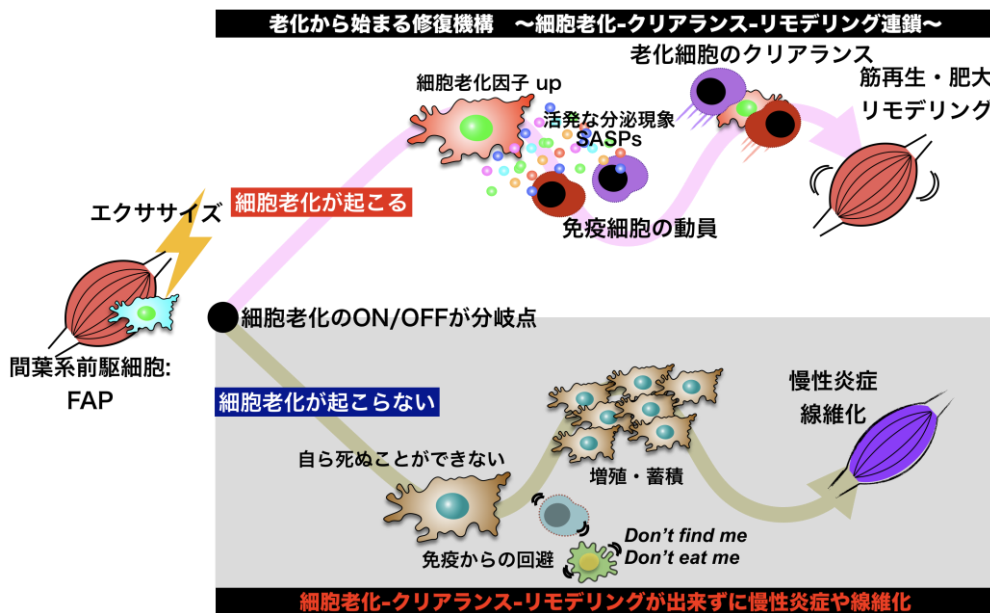 老化から始まる修復機構　〜細胞老化-クリアランス-リモデリング連鎖〜
細胞老化因子 up
活発な分泌現象
SASPs
免疫細胞の動員
老化細胞のクリアランス
筋再生・肥大
リモデリング
エクササイズ
細胞老化が起こる
間葉系前駆細胞:
FAP
細胞老化のON/OFFが分岐点
細胞老化が起こらない
自ら死ぬことができない
免疫からの回避
増殖・蓄積
Don't find me
Don't eat me
慢性炎症
線維化
細胞老化-クリアランス-リモデリングが出来ずに慢性炎症や線維化